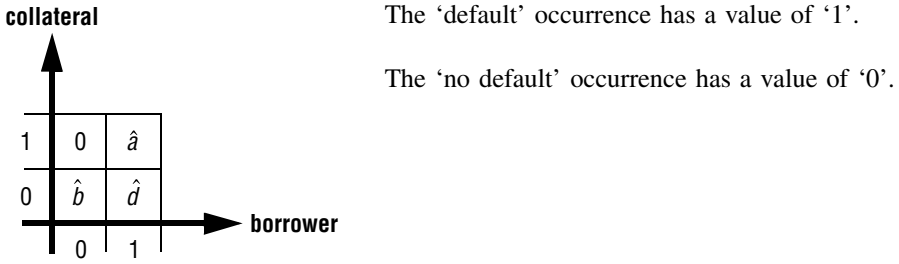 collateral
The ‘default’ occurrence has a value of ‘1’.
The ‘no default’ occurrence has a value of ‘0’.
1 0 â
0 b̂ d̂
borrower
0 1